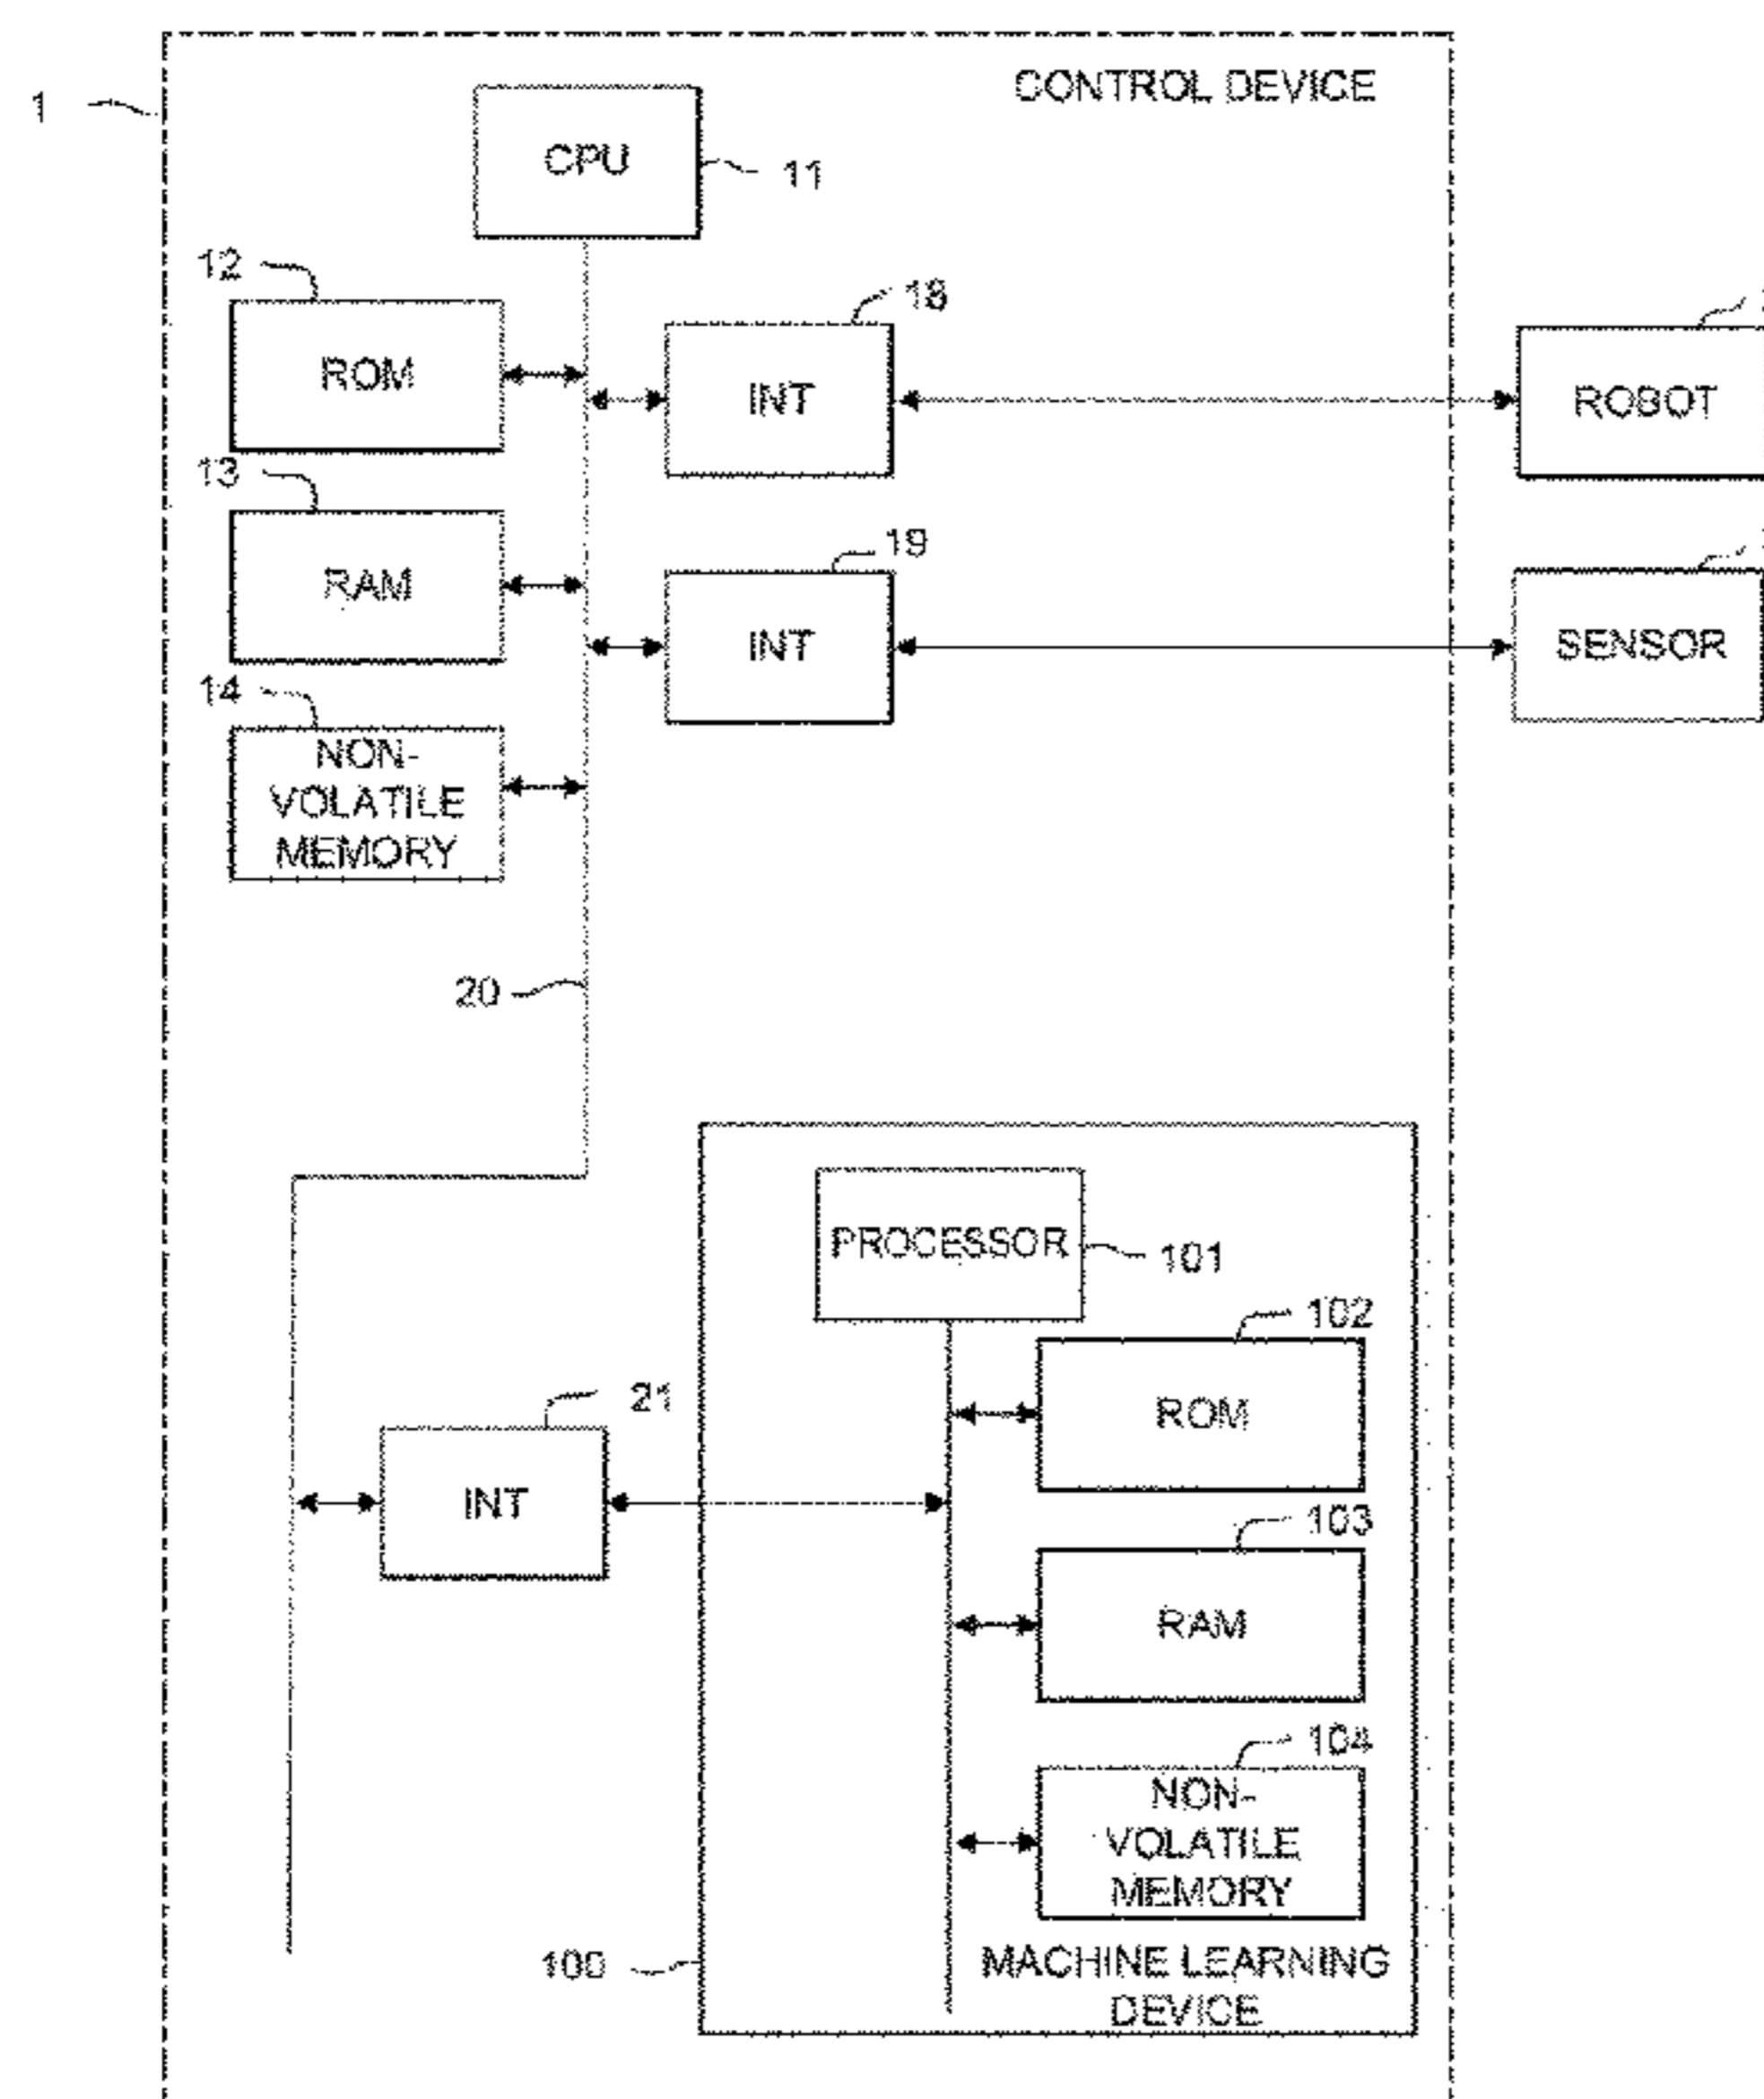 1
CONTROL DEVICE
CPU
11
12
ROM
18
INT
ROBOT
13
RAM
19
INT
SENSOR
14
NON-
VOLATILE
MEMORY
20
PROCESSOR
101
102
ROM
21
INT
103
RAM
104
NON-
VOLATILE
MEMORY
100
MACHINE LEARNING
DEVICE